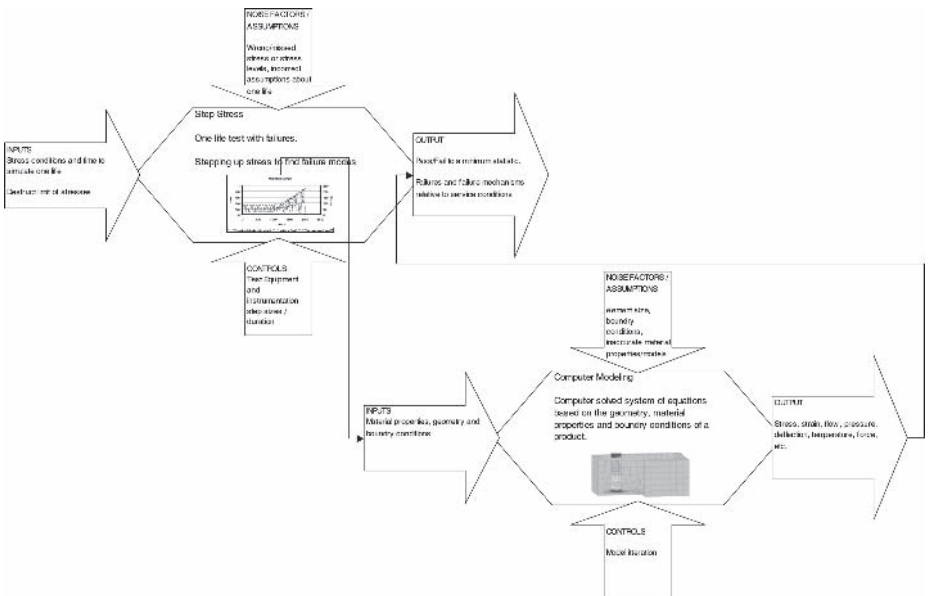 NOISE FACTORS /
ASSUMPTIONS
Wrong/missed
stress or stress
levels, incorrect
assumptions about
one life
Step Stress
One life test with failures.
Stepping up stress to find failure modes
INPUTS
Stress conditions and time to
simulate one life
Destruct limit of stresses
OUTPUT
Pass/Fail to a minimum statistic.
Failures and failure mechanisms
relative to service conditions
CONTROLS
Test Equipment
and
instrumentation
step sizes /
duration
NOISE FACTORS /
ASSUMPTIONS
element size,
boundry
conditions,
inaccurate material
properties/models
Computer Modeling
Computer solved system of equations
based on the geometry, material
properties and boundry conditions of a
product.
INPUTS
Material properties, geometry and
boundry conditions
OUTPUT
Stress, strain, flow, pressure,
deflection, temperature, force,
etc.
CONTROLS
Model iteration